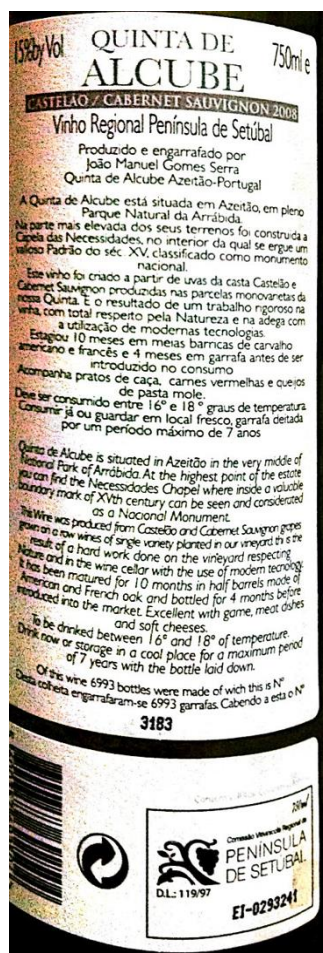 15%by Vol
QUINTA DE
750ml e
ALCUBE
CASTELÃO / CABERNET SAUVIGNON 2008
Vinho Regional Península de Setúbal
Produzido e engarrafado por
João Manuel Gomes Serra
Quinta de Alcube Azeitão-Portugal
A Quinta de Alcube está situada em Azeitão, em pleno
Parque Natural da Arrábida.
Na parte mais elevada dos seus terrenos foi construída a
Capela das Necessidades, no interior da qual se ergue um
valioso Padrão do séc. XV, classificado como monumento
nacional.
Este vinho foi criado a partir de uvas da casta Castelão e
Cabernet Sauvignon produzidas nas parcelas monovarietas da
nossa Quinta. E o resultado de um trabalho rigoroso na
vinha, com total respeito pela Natureza e na adega com
a utilização de modernas tecnologias.
Estagiou 10 meses em meias barricas de carvalho
americano e francês e 4 meses em garrafa antes de ser
introduzido no consumo
Acompanha pratos de caça, carnes vermelhas e queijos
de pasta mole.
Deve ser consumido entre 16º e 18 º graus de temperatura
Consumir já ou guardar em local fresco, garrafa deitada
por um período máximo de 7 anos
Quinta de Alcube is situated in Azeitão in the very middle of
National Park of Arrábida. At the highest point of the estate
you can find the Necessidades Chapel where inside a valuable
boundary mark of XVth century can be seen and considerated
as a Nacional Monument.
This Wine was produced from Castelão and Cabernet Sauvignon grapes
grown on a row wines of single variety planted in our vineyard th is the
result of a hard work done on the vineyard respecting
Nature and in the wine cellar with the use of modern tecnology.
It has been matured for 10 months in half barrels made of
American and French oak and bottled for 4 months before
introduced into the market. Excellent with game, meat dishes
and soft cheeses.
To be drinked between 16º and 18º of temperature.
Drink now or storage in a cool place for a maximum period
of 7 years with the bottle laid down.
Of this wine 6993 bottles were made of wich this is Nº
Desta colheita engarrafaram-se 6993 garrafas. Cabendo a esta o Nº
3183
750ml
Comissão Vitivinícola Regional da
PENÍNSULA
DE SETÚBAL
D.L.: 119/97
EI-0293241